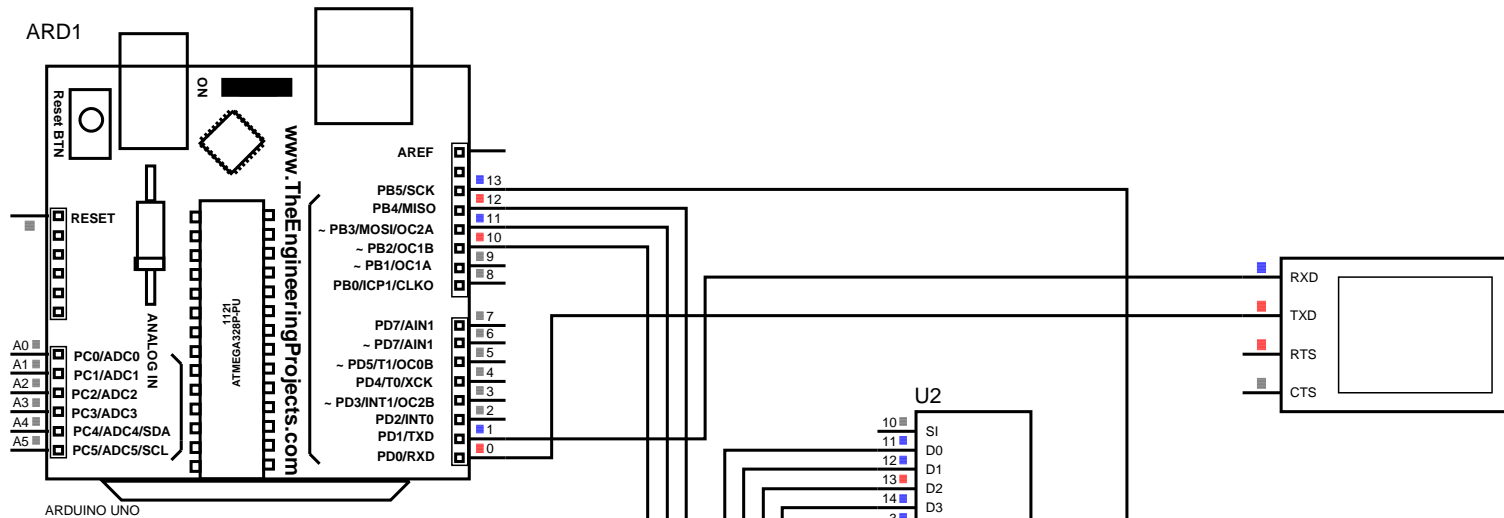 ARD1
ON
Reset BTN
www.TheEngineeringProjects.com
AREF
PB5/SCK
13
PB4/MISO
12
~ PB3/MOSI/OC2A
11
~ PB2/OC1B
10
~ PB1/OC1A
9
PB0/ICP1/CLKO
8
RESET
ANALOG IN
1121
ATMEGA328P-PU
PD7/AIN1
7
~ PD7/AIN1
6
~ PD5/T1/OC0B
5
PD4/T0/XCK
4
~ PD3/INT1/OC2B
3
PD2/INT0
2
PD1/TXD
1
PD0/RXD
0
A0
PC0/ADC0
A1
PC1/ADC1
A2
PC2/ADC2
A3
PC3/ADC3
A4
PC4/ADC4/SDA
A5
PC5/ADC5/SCL
ARDUINO UNO
RXD
TXD
RTS
CTS
U2
10
SI
11
D0
12
D1
13
D2
14
D3
3